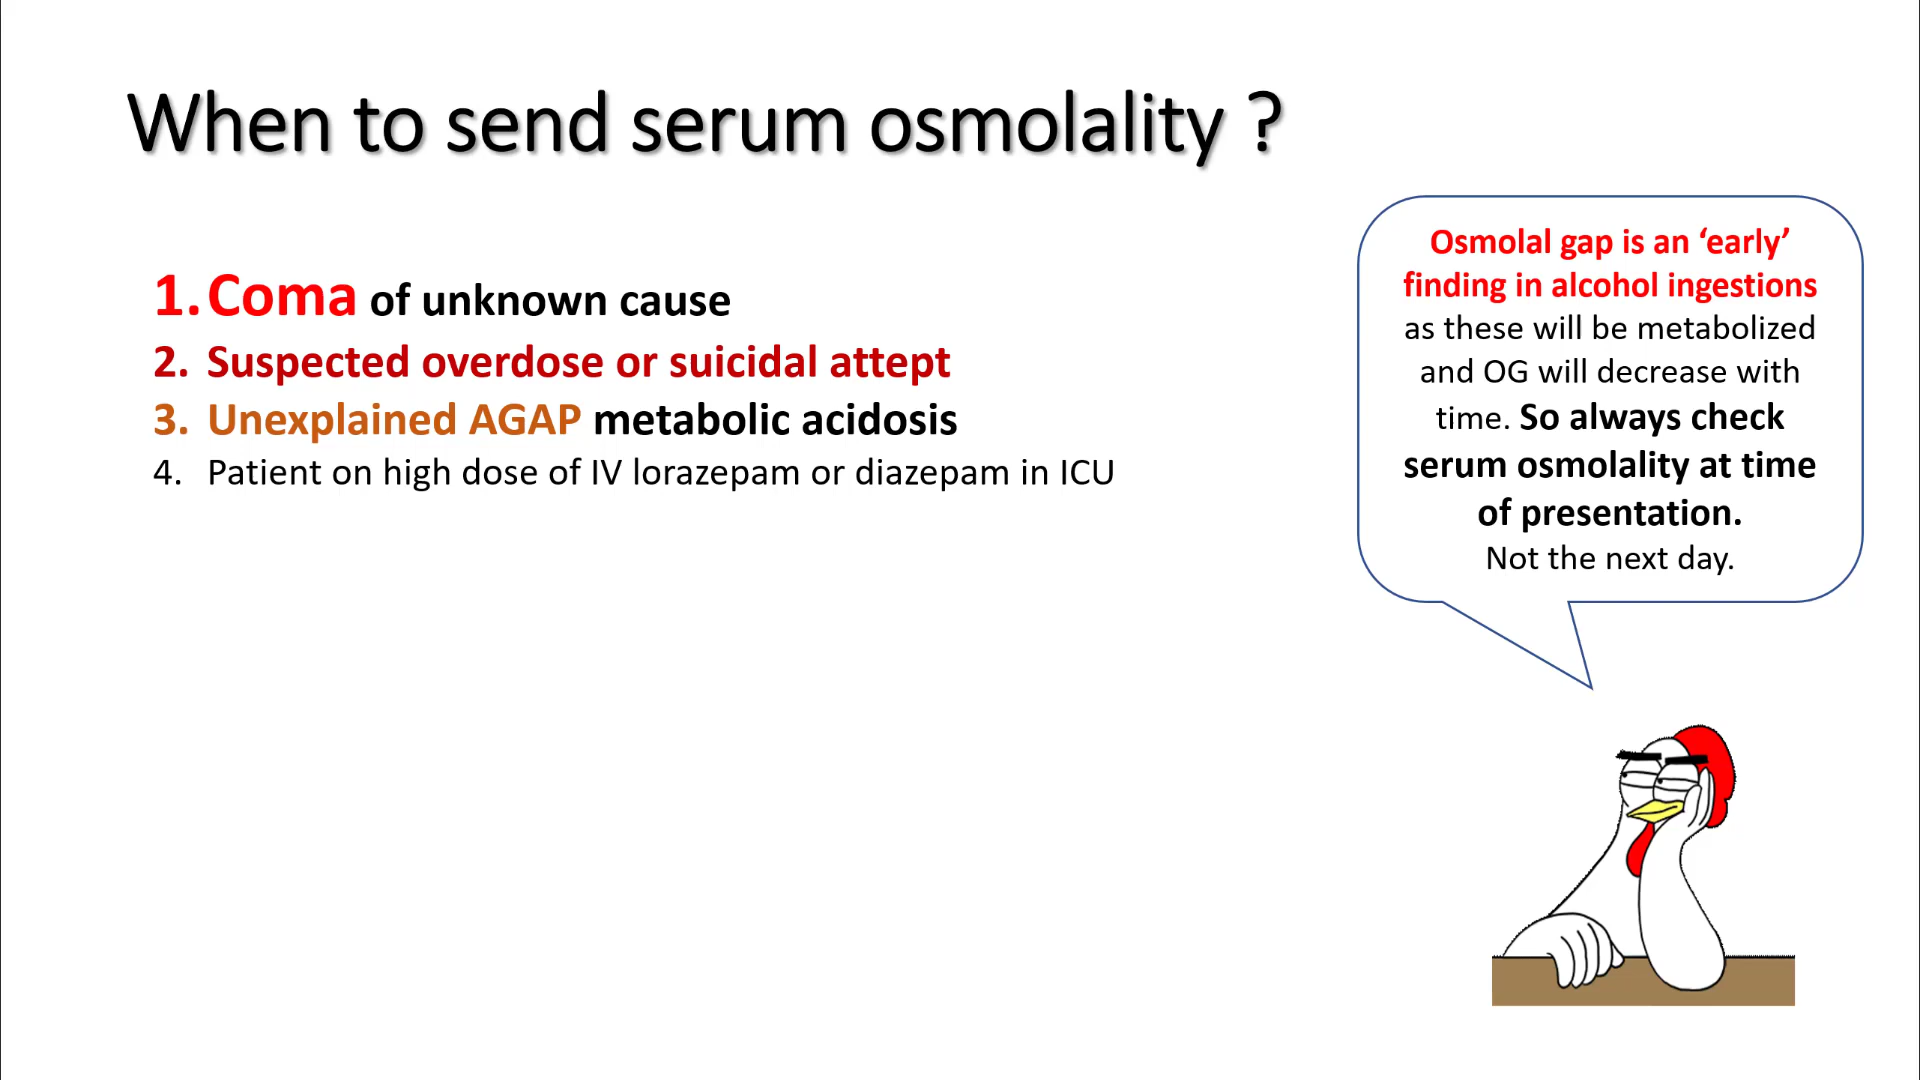 When to send serum osmolality ?
1. Coma of unknown cause
2. Suspected overdose or suicidal attept
3. Unexplained AGAP metabolic acidosis
4. Patient on high dose of IV lorazepam or diazepam in ICU
Osmolal gap is an ‘early’
finding in alcohol ingestions
as these will be metabolized
and OG will decrease with
time. So always check
serum osmolality at time
of presentation.
Not the next day.